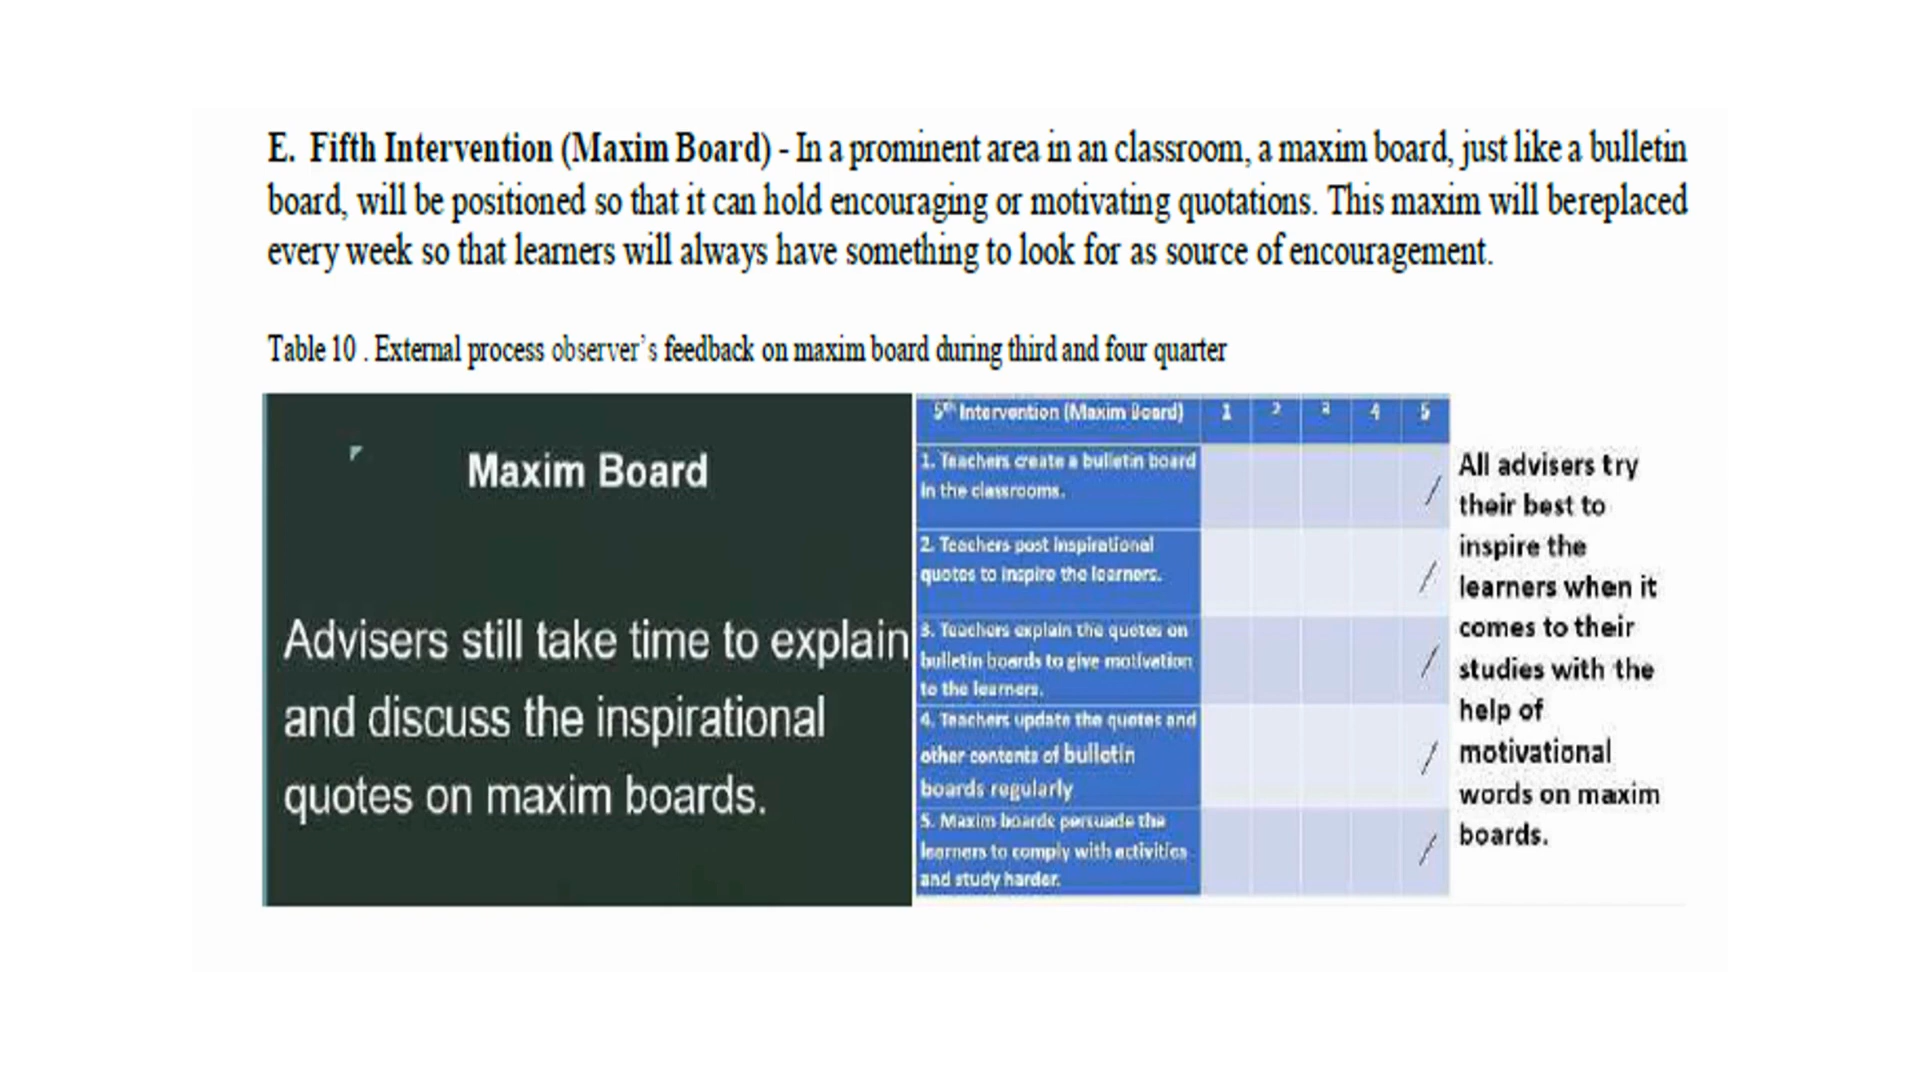 E. Fifth Intervention (Maxim Board) - In a prominent area in an classroom, a maxim board, just like a bulletin
board, will be positioned so that it can hold encouraging or motivating quotations. This maxim will bereplaced
every week so that learners will always have something to look for as source of encouragement.
Table 10 . External process observer's feedback on maxim board during third and four quarter
Maxim Board
Advisers still take time to explain
and discuss the inspirational
quotes on maxim boards.
5th Intervention (Maxim Board) 1 2 3 4 5
1. Teachers create a bulletin board
in the classrooms. /
2. Teachers post inspirational
quotes to inspire the learners. /
3. Teachers explain the quotes on
bulletin boards to give motivation /
to the learners.
4. Teachers update the quotes and
other contents of bulletin /
boards regularly
5. Maxim boards persuade the
learners to comply with activities /
and study harder.
All advisers try
their best to
inspire the
learners when it
comes to their
studies with the
help of
motivational
words on maxim
boards.